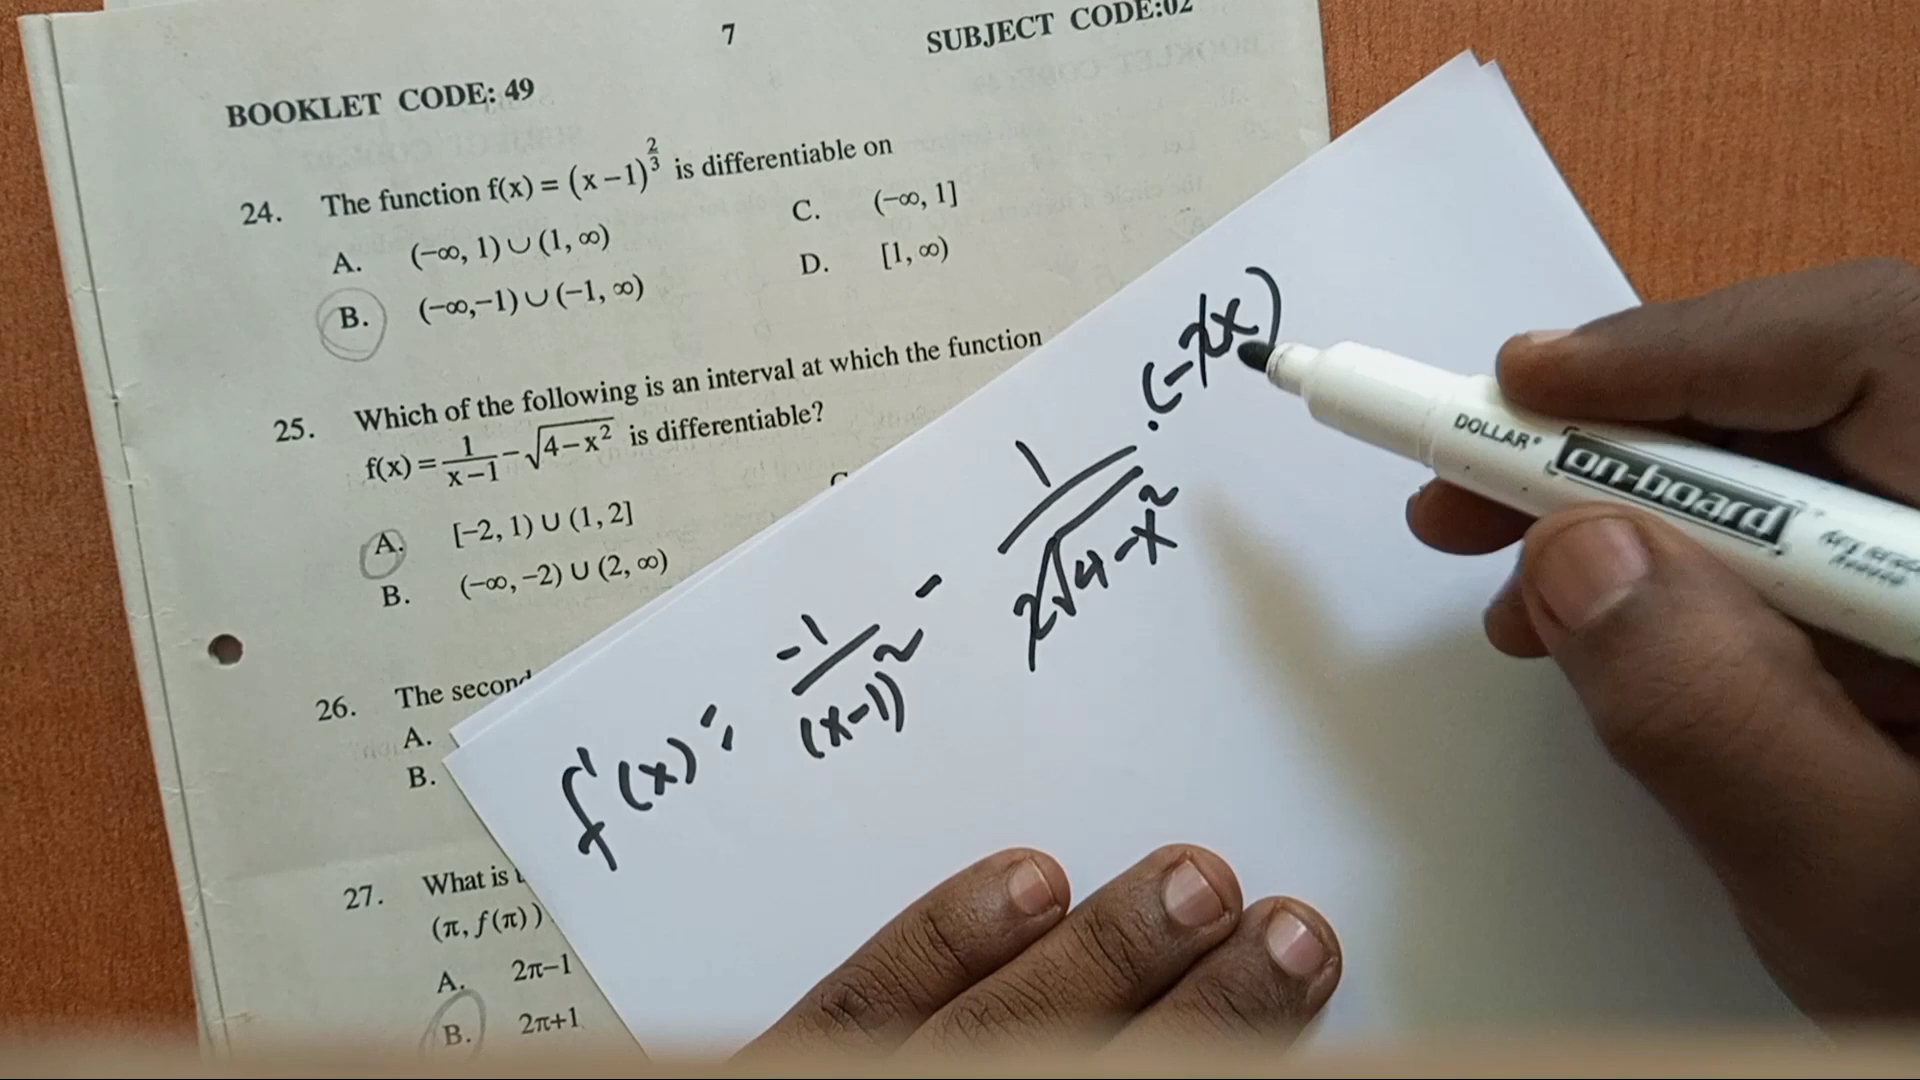 7
SUBJECT CODE:02
BOOKLET CODE: 49
24. The function f(x) = (x−1)^(2/3) is differentiable on
A. (−∞, 1) ∪ (1, ∞)
B. (−∞,−1) ∪ (−1, ∞)
C. (−∞, 1]
D. [1, ∞)
25. Which of the following is an interval at which the function
f(x) = 1/(x−1) − √(4−x²) is differentiable?
A. [−2, 1) ∪ (1, 2]
B. (−∞, −2) ∪ (2, ∞)
26. The second
A.
B.
27. What is
(π, f(π))
A. 2π−1
B. 2π+1
f'(x) = -1/(x-1)² - 1/(2√(4-x²)) · (-2x)
DOLLAR
on-board